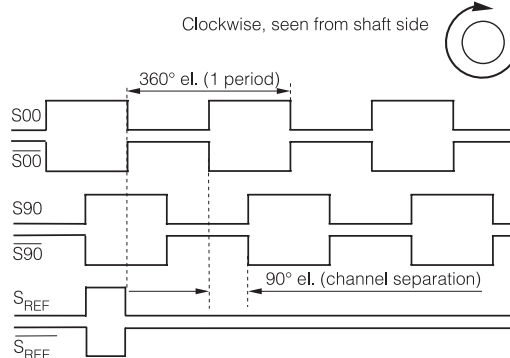 Clockwise, seen from shaft side
360° el. (1 period)
S00
S00
S90
S90
90° el. (channel separation)
SREF
SREF